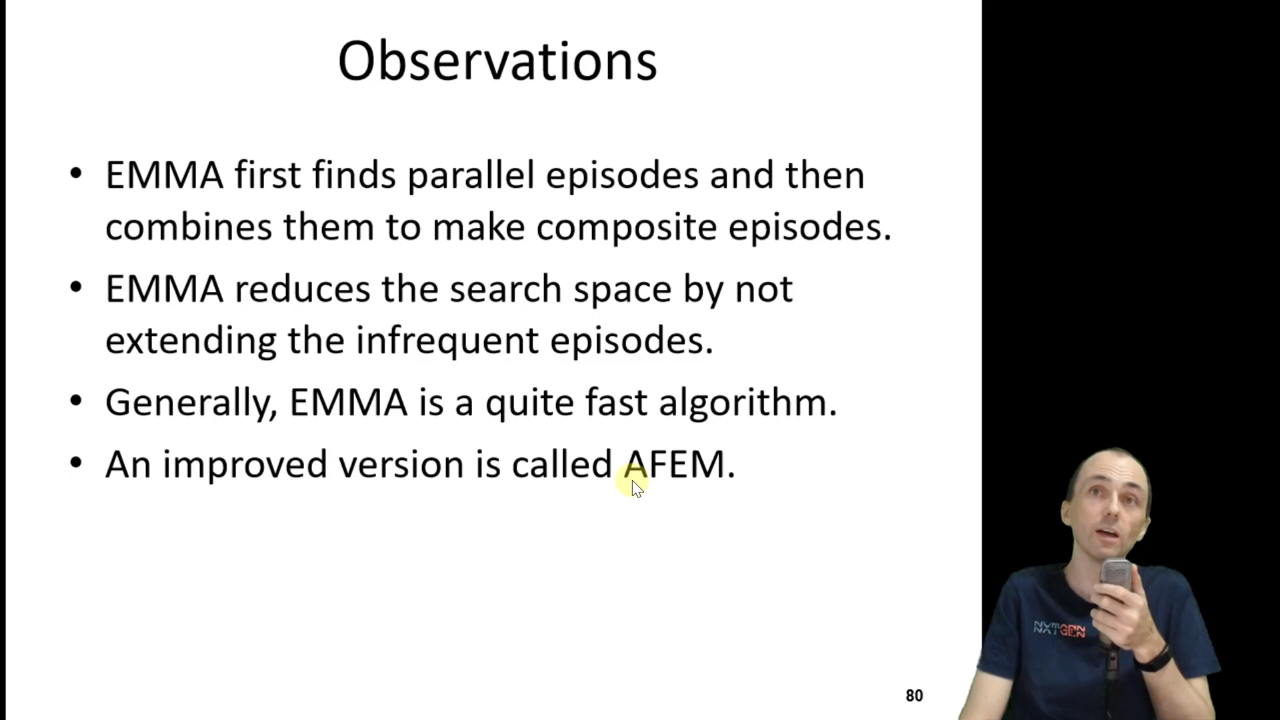 Observations
• EMMA first finds parallel episodes and then
combines them to make composite episodes.
• EMMA reduces the search space by not
extending the infrequent episodes.
• Generally, EMMA is a quite fast algorithm.
• An improved version is called AFEM.
80